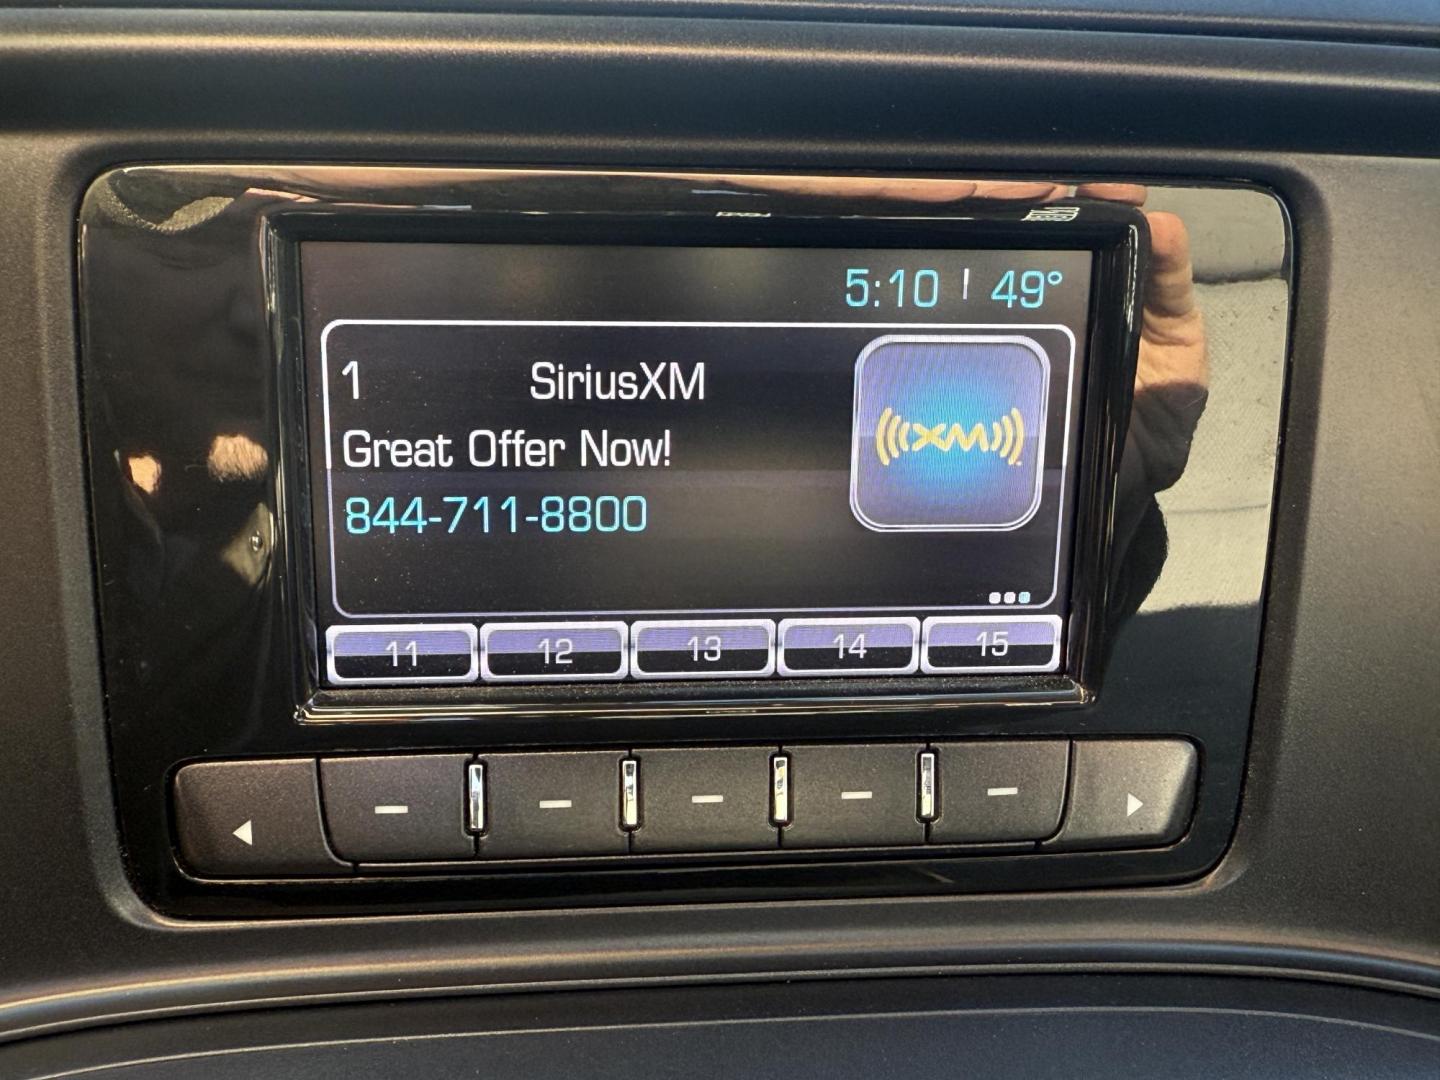 5:10 | 49°
1 SiriusXM
Great Offer Now!
844-711-8800
XM
11 12 13 14 15